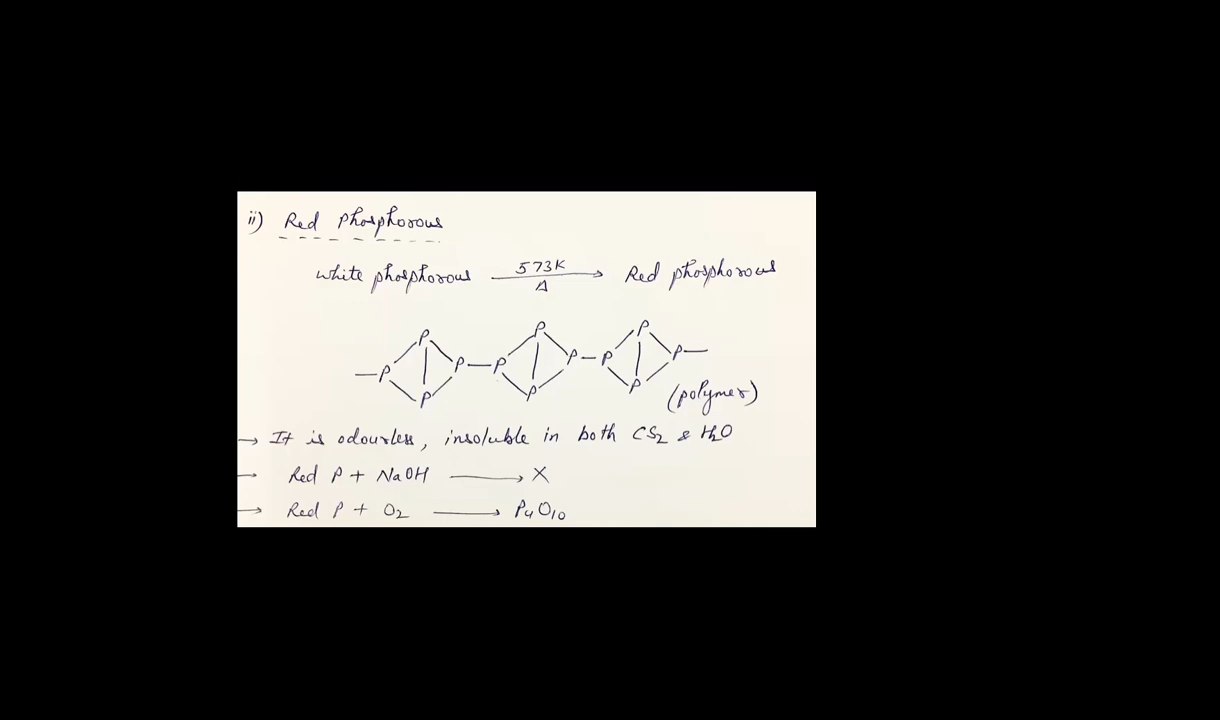 ii) Red phosphorous
white phosphorous 573K Δ → Red phosphorous
P P P
—P P—P P—P P—
P P P (polymer)
→ It is odourless, insoluble in both CS2 & H2O
→ Red P + NaOH → X
→ Red P + O2 → P4O10